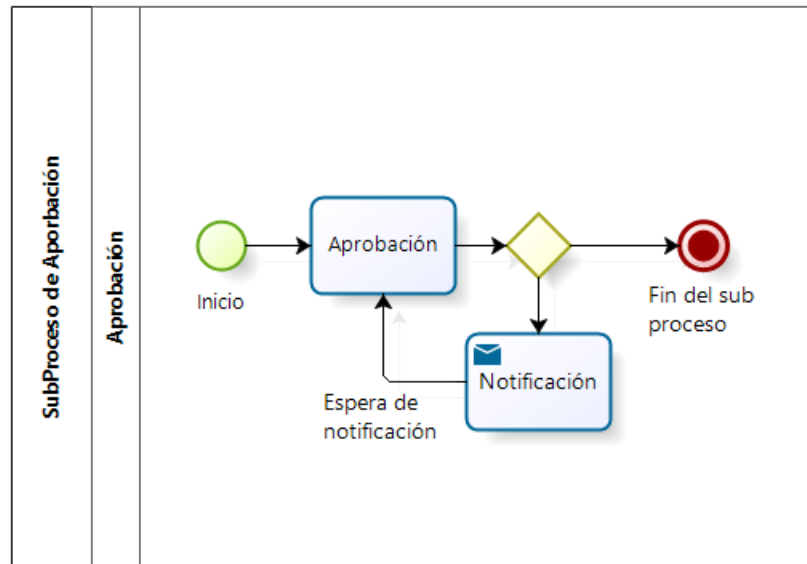 SubProceso de Aporbación
Aprobación
Inicio
Aprobación
Fin del sub
proceso
Notificación
Espera de
notificación